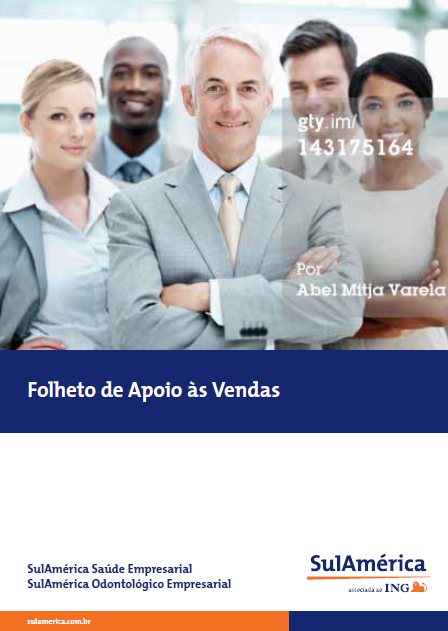 gty.im/
143175164
Por
Abel Mitja Varela
Folheto de Apoio às Vendas
SulAmérica Saúde Empresarial
SulAmérica Odontológico Empresarial
SulAmérica
associada ao ING
sulamerica.com.br